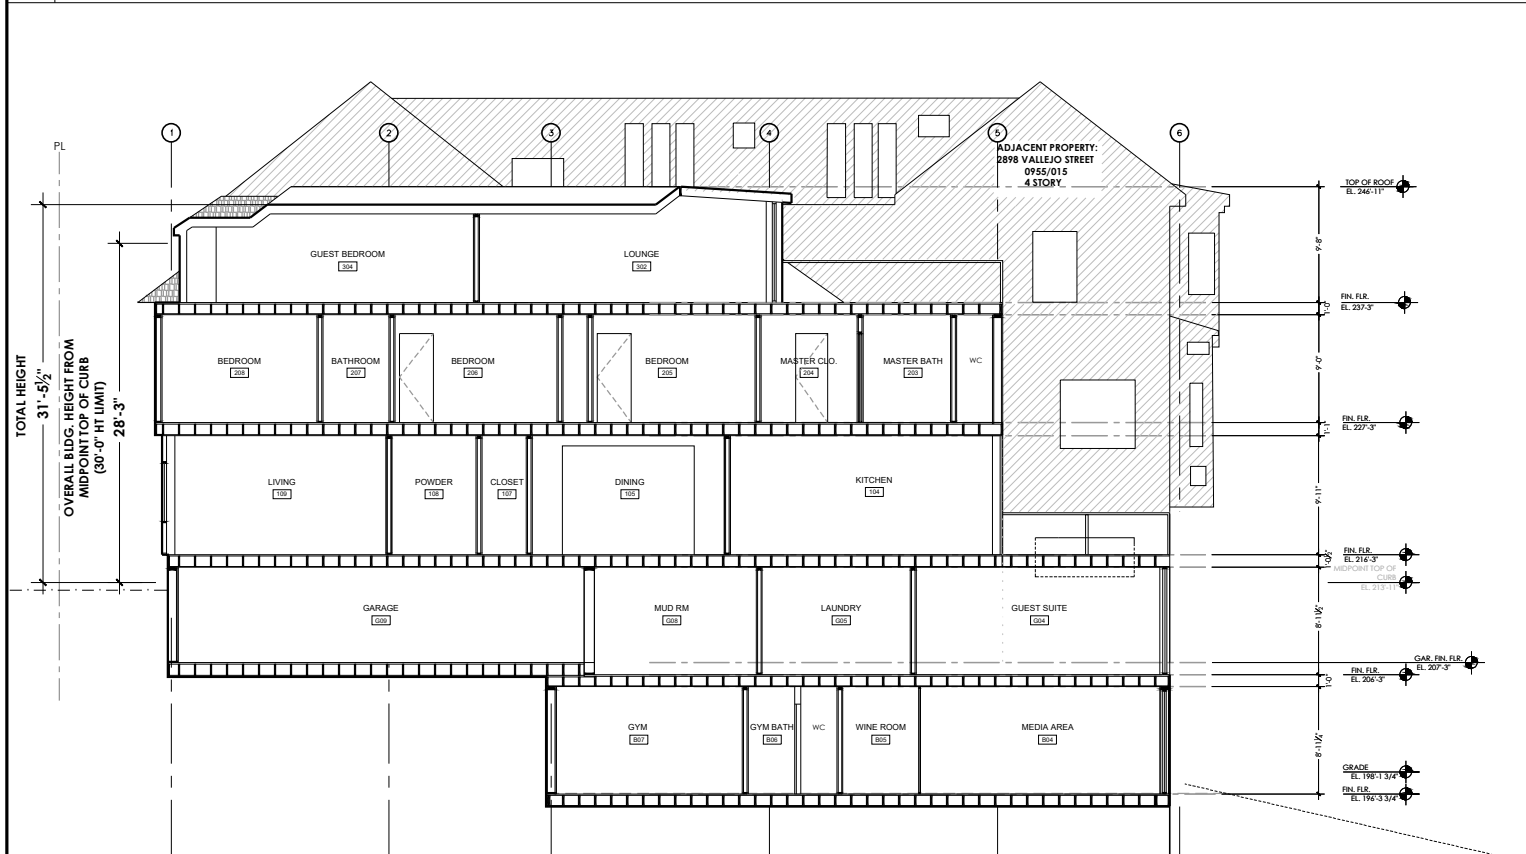 1
2
3
4
5
6
PL
ADJACENT PROPERTY:
2898 VALLEJO STREET
0955/015
4 STORY
TOP OF ROOF
EL. 246'-11"
9'-8"
GUEST BEDROOM
304
LOUNGE
302
FIN. FLR.
EL. 237-3"
1'-0"
TOTAL HEIGHT
31'-5½"
OVERALL BLDG. HEIGHT FROM
MIDPOINT TOP OF CURB
(30'-0" HT LIMIT)
28'-3"
BEDROOM
208
BATHROOM
207
BEDROOM
206
BEDROOM
205
MASTER CLO.
204
MASTER BATH
203
WC
9'-0"
FIN. FLR.
EL. 227'-3"
1'-1"
LIVING
109
POWDER
108
CLOSET
107
DINING
105
KITCHEN
104
9'-11"
FIN. FLR.
EL. 216'-3"
1'-0½"
MIDPOINT TOP OF
CURB
EL. 213'-11"
GARAGE
G09
MUD RM
G08
LAUNDRY
G05
GUEST SUITE
G04
8'-11½"
GAR. FIN. FLR.
EL. 207'-3"
FIN. FLR.
EL. 206'-3"
1'-0"
GYM
B07
GYM BATH
B06
WC
WINE ROOM
B05
MEDIA AREA
B04
8'-11¼"
GRADE
EL. 198'-1 3/4"
FIN. FLR.
EL. 196'-3 3/4"